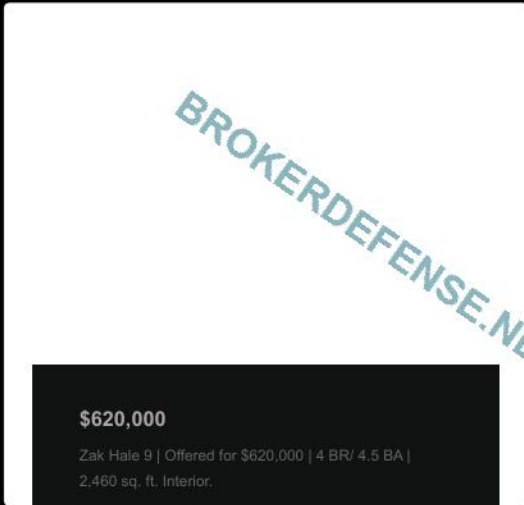 BROKERDEFENSE.NE
$620,000
Zak Hale 9 | Offered for $620,000 | 4 BR/ 4.5 BA |
2,460 sq. ft. Interior.